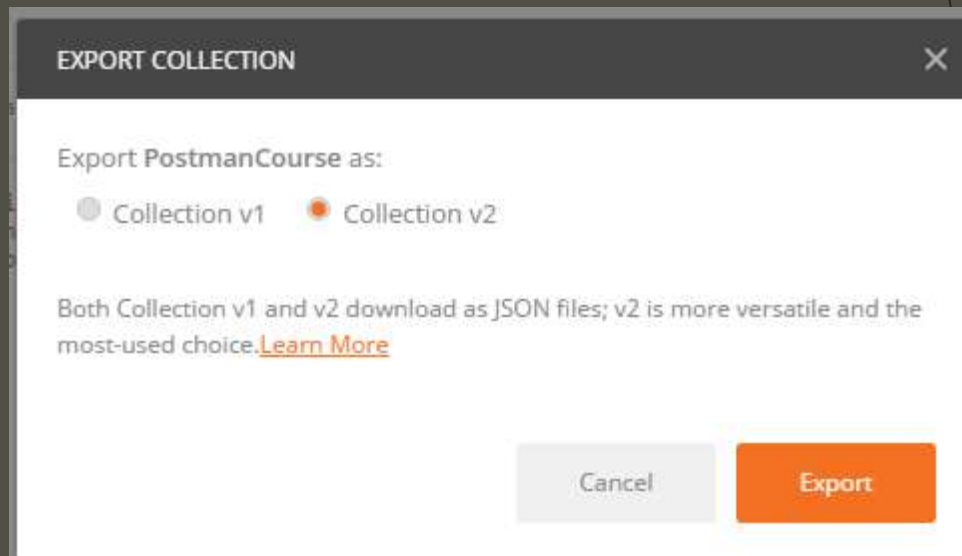 EXPORT COLLECTION
Export PostmanCourse as:
Collection v1 Collection v2
Both Collection v1 and v2 download as JSON files; v2 is more versatile and the
most-used choice.Learn More
Cancel Export